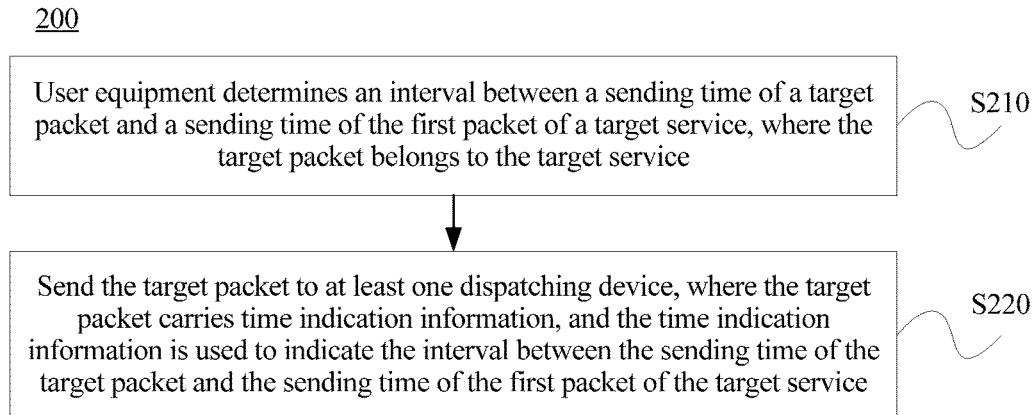 200
User equipment determines an interval between a sending time of a target
packet and a sending time of the first packet of a target service, where the
target packet belongs to the target service
S210
Send the target packet to at least one dispatching device, where the target
packet carries time indication information, and the time indication
information is used to indicate the interval between the sending time of the
target packet and the sending time of the first packet of the target service
S220